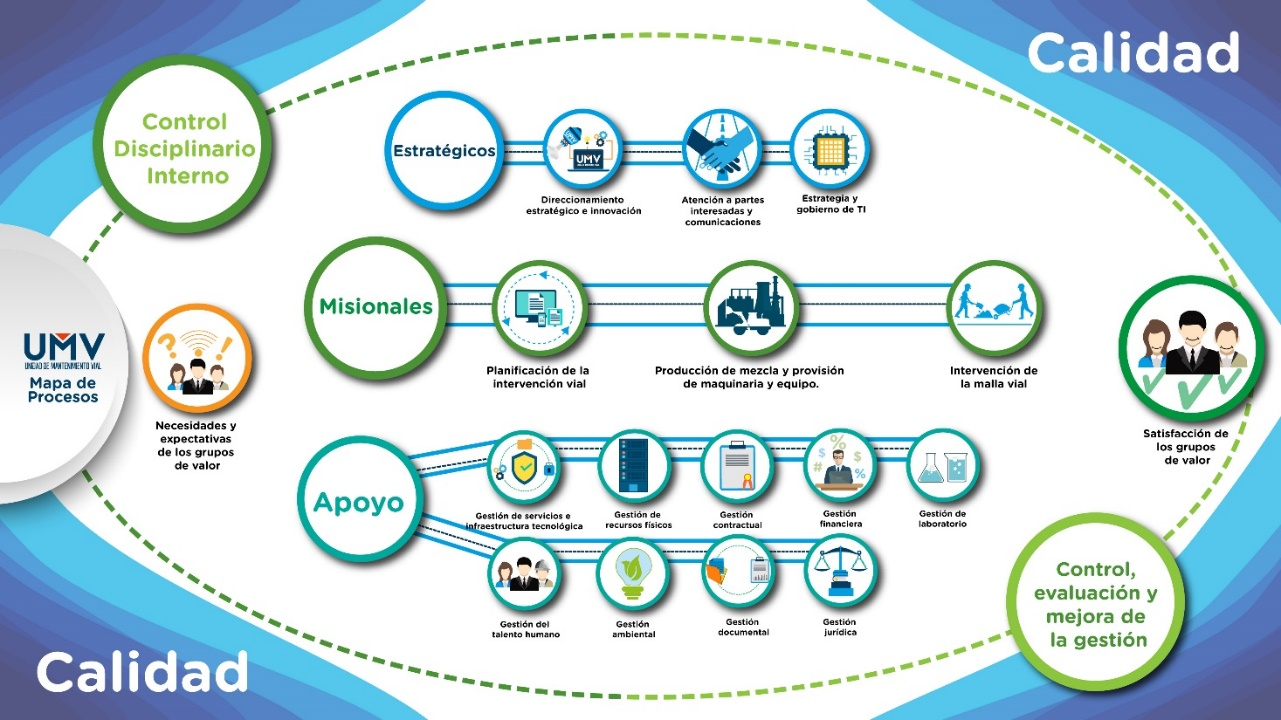 Calidad
Control
Disciplinario
Interno
Estratégicos
UMV
Direccionamiento
estratégico e innovación
Atención a partes
interesadas y
comunicaciones
Estrategia y
gobierno de TI
UMV
UNIDAD DE MANTENIMIENTO VIAL
Mapa de
Procesos
Necesidades y
expectativas
de los grupos
de valor
Misionales
Planificación de la
intervención vial
Producción de mezcla y provisión
de maquinaria y equipo.
Intervención de
la malla vial
Satisfacción de
los grupos
de valor
Apoyo
Gestión de servicios e
infraestructura tecnológica
Gestión de
recursos físicos
Gestión
contractual
Gestión
financiera
Gestión de
laboratorio
Gestión del
talento humano
Gestión
ambiental
Gestión
documental
Gestión
jurídica
Control,
evaluación y
mejora de
la gestión
Calidad